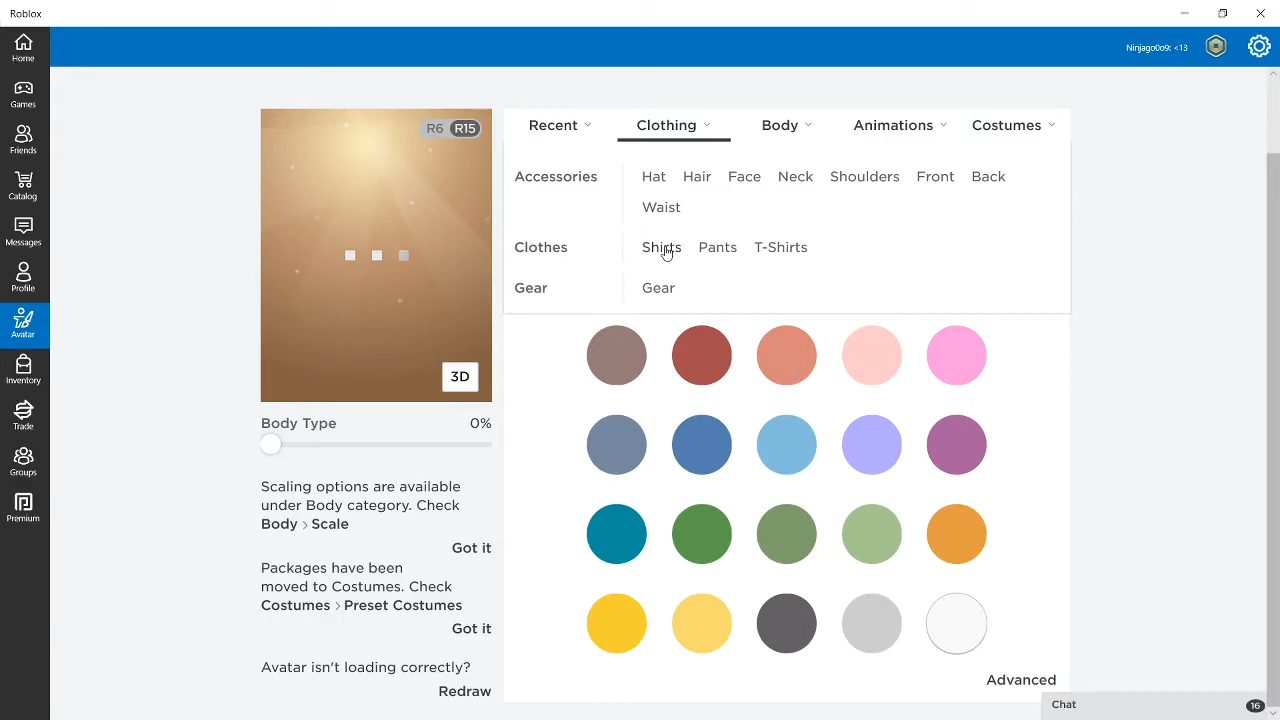 Roblox
Ninjago0o9: <13
Home
Games
Friends
Catalog
Messages
Profile
Avatar
Inventory
Trade
Groups
Premium
R6 R15
3D
Body Type 0%
Scaling options are available
under Body category. Check
Body > Scale
Got it
Packages have been
moved to Costumes. Check
Costumes > Preset Costumes
Got it
Avatar isn't loading correctly?
Redraw
Recent Clothing Body Animations Costumes
Accessories Hat Hair Face Neck Shoulders Front Back
Waist
Clothes Shirts Pants T-Shirts
Gear Gear
Advanced
Chat 16